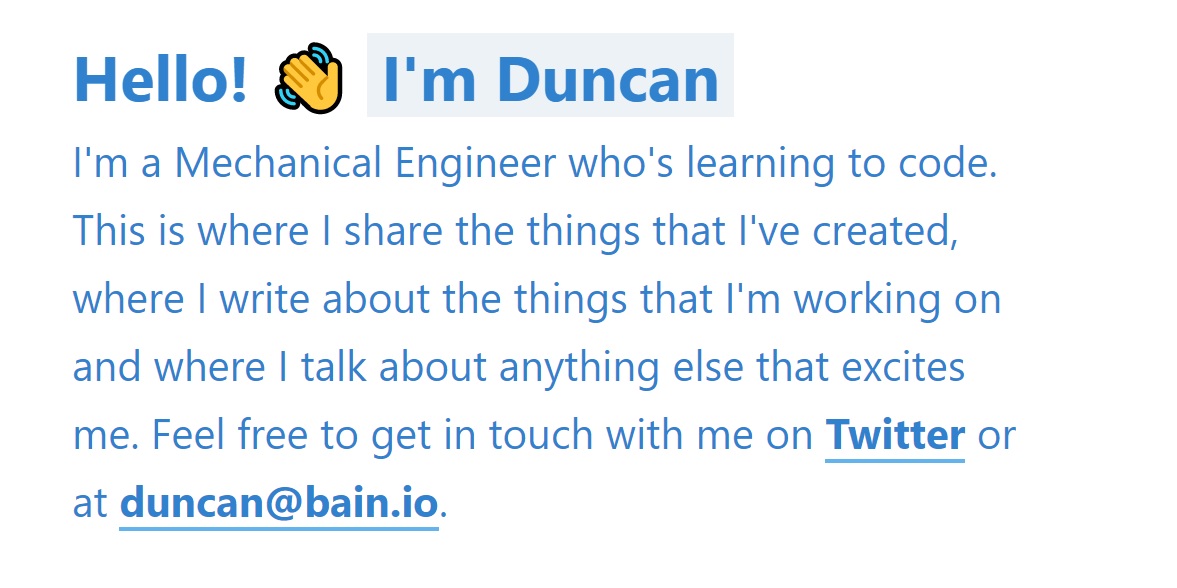 Hello! 👋 I'm Duncan
I'm a Mechanical Engineer who's learning to code.
This is where I share the things that I've created,
where I write about the things that I'm working on
and where I talk about anything else that excites
me. Feel free to get in touch with me on Twitter or
at duncan@bain.io.